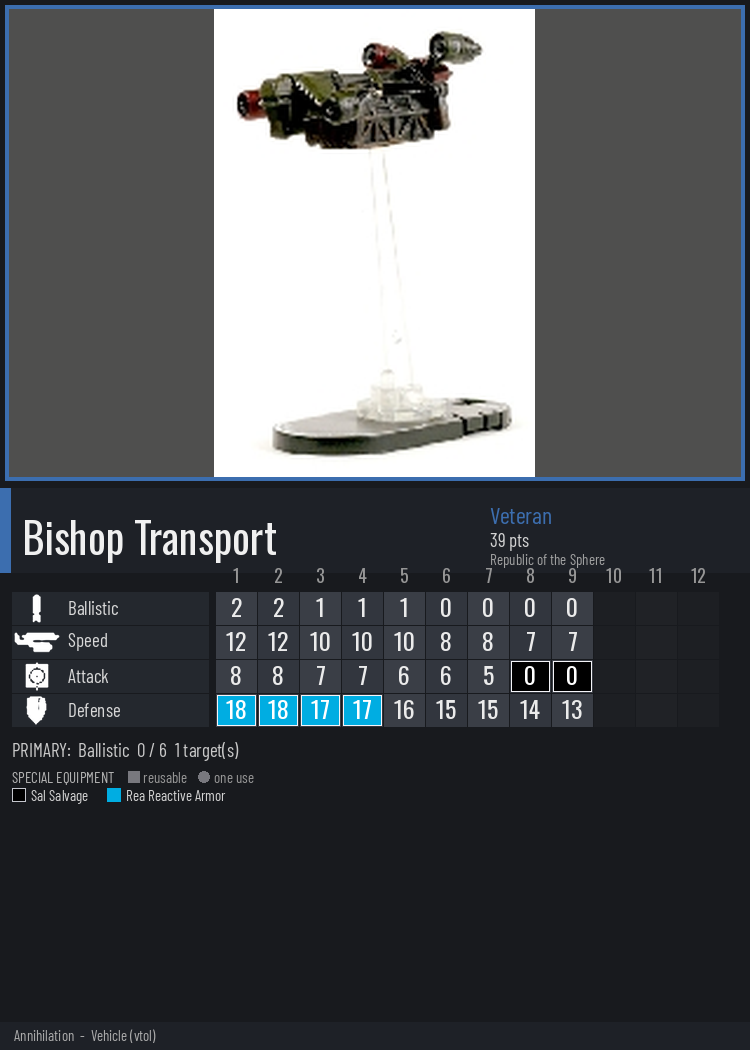 Bishop Transport
Veteran
39 pts
Republic of the Sphere
1 2 3 4 5 6 7 8 9 10 11 12
Ballistic 2 2 1 1 1 0 0 0 0
Speed 12 12 10 10 10 8 8 7 7
Attack 8 8 7 7 6 6 5 0 0
Defense 18 18 17 17 16 15 15 14 13
PRIMARY: Ballistic 0 / 6 1 target(s)
SPECIAL EQUIPMENT reusable one use
Sal Salvage Rea Reactive Armor
Annihilation - Vehicle (vtol)